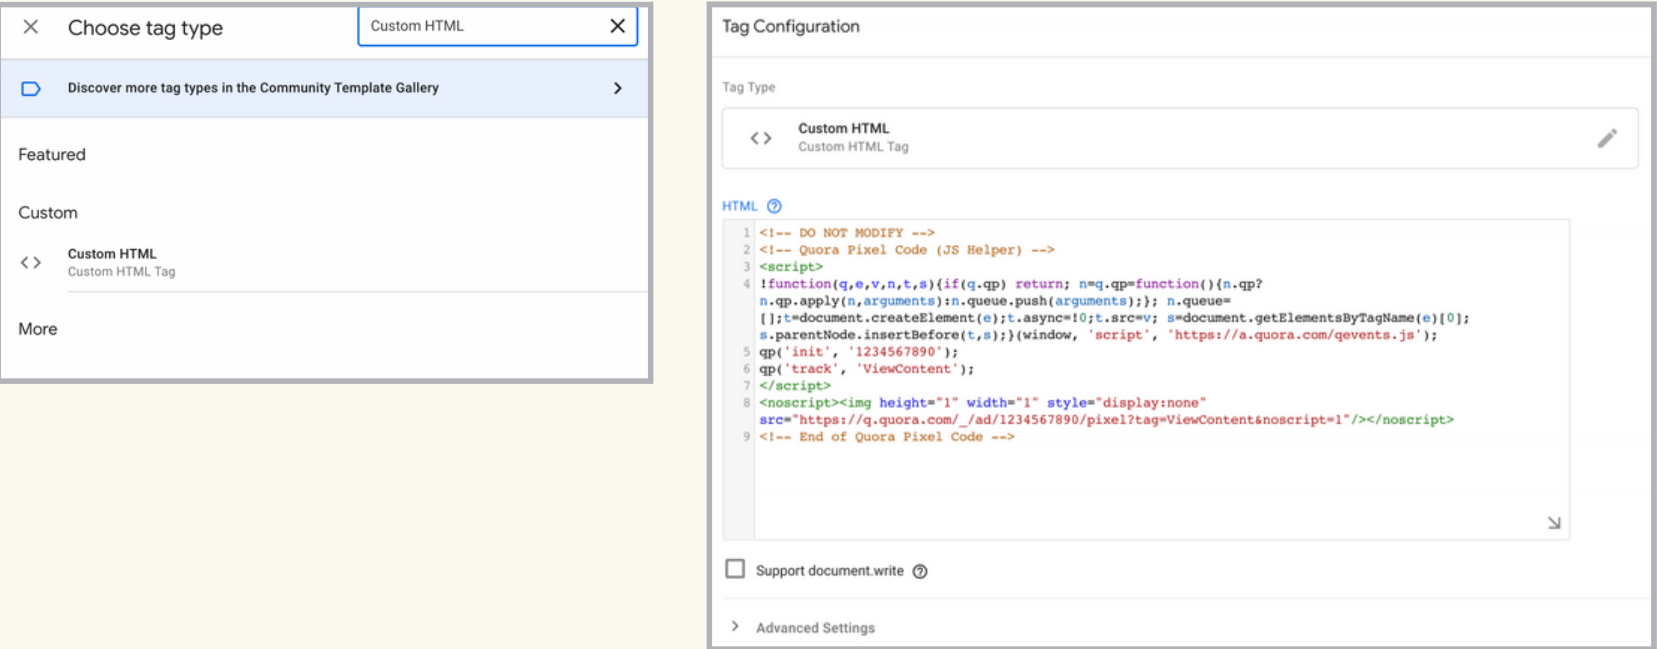 Choose tag type
Custom HTML
Discover more tag types in the Community Template Gallery
Featured
Custom
Custom HTML
Custom HTML Tag
More
Tag Configuration
Tag Type
Custom HTML
Custom HTML Tag
HTML
1 <!-- DO NOT MODIFY -->
2 <!-- Quora Pixel Code (JS Helper) -->
3 <script>
4 !function(q,e,v,n,t,s){if(q.qp) return; n=q.qp=function(){n.qp?
n.qp.apply(n,arguments):n.queue.push(arguments);}; n.queue=
[];t=document.createElement(e);t.async=!0;t.src=v; s=document.getElementsByTagName(e)[0];
s.parentNode.insertBefore(t,s);}(window, 'script', 'https://a.quora.com/qevents.js');
5 qp('init', '1234567890');
6 qp('track', 'ViewContent');
7 </script>
8 <noscript><img height="1" width="1" style="display:none"
src="https://q.quora.com/_/ad/1234567890/pixel?tag=ViewContent&noscript=1"/></noscript>
9 <!-- End of Quora Pixel Code -->
Support document.write
Advanced Settings